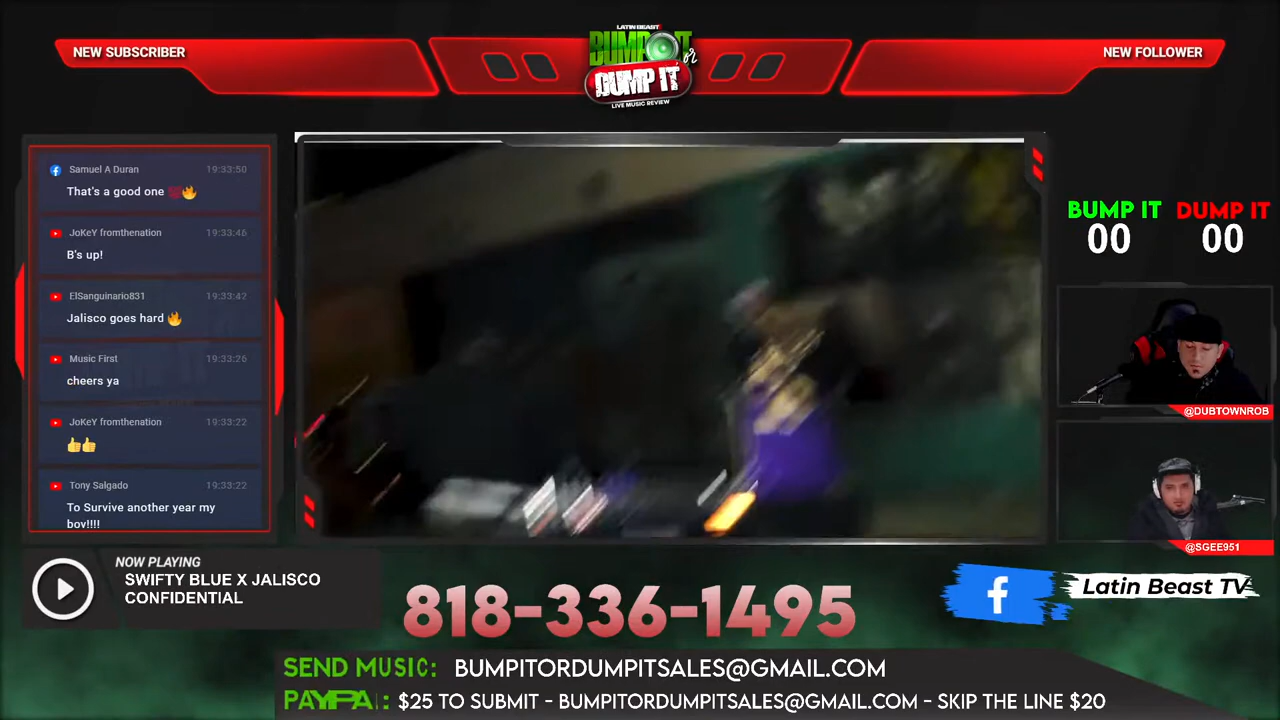 NEW SUBSCRIBER
LATIN BEAST
BUMP IT or
DUMP IT
LIVE MUSIC REVIEW
NEW FOLLOWER
Samuel A Duran 19:33:50
That's a good one 💯🔥
JoKeY fromthenation 19:33:46
B's up!
ElSanguinario831 19:33:42
Jalisco goes hard 🔥
Music First 19:33:26
cheers ya
JoKeY fromthenation 19:33:22
👍👍
Tony Salgado 19:33:22
To Survive another year my
boy!!!!
BUMP IT DUMP IT
00 00
@DUBTOWNROB
@SGEE951
NOW PLAYING
SWIFTY BLUE X JALISCO
CONFIDENTIAL
818-336-1495
Latin Beast TV
SEND MUSIC: BUMPITORDUMPITSALES@GMAIL.COM
PAYPAL: $25 TO SUBMIT - BUMPITORDUMPITSALES@GMAIL.COM - SKIP THE LINE $20